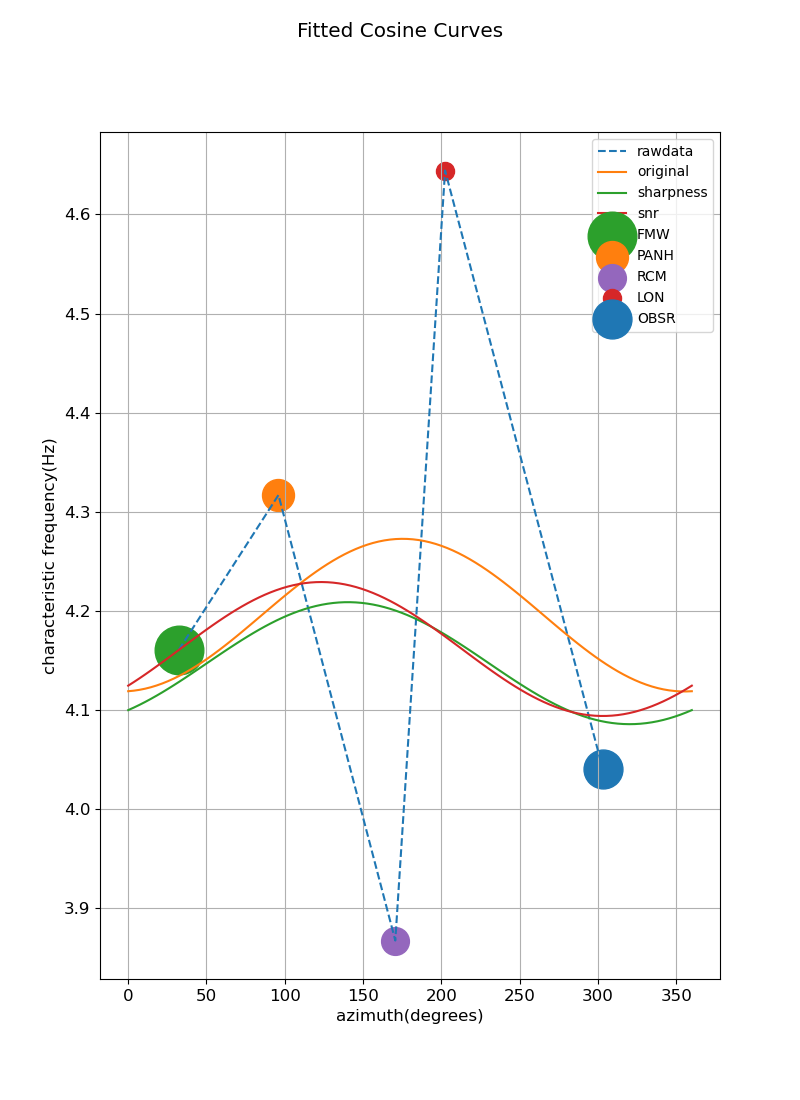 Fitted Cosine Curves
rawdata
original
sharpness
snr
FMW
PANH
RCM
LON
OBSR
characteristic frequency(Hz)
4.6
4.5
4.4
4.3
4.2
4.1
4.0
3.9
0 50 100 150 200 250 300 350
azimuth(degrees)